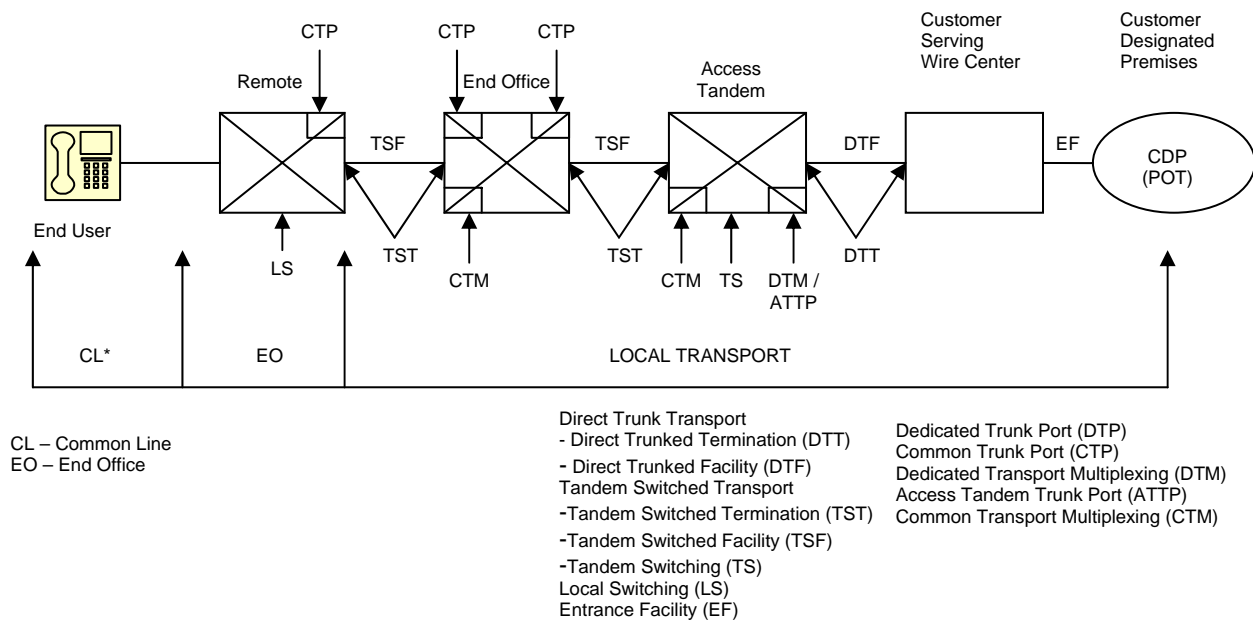 CTP
CTP
CTP
Customer
Serving
Wire Center
Customer
Designated
Premises
Remote
End Office
Access
Tandem
TSF
TSF
DTF
EF
CDP
(POT)
End User
LS
TST
CTM
TST
CTM
TS
DTM /
ATTP
DTT
CL*
EO
LOCAL TRANSPORT
CL – Common Line
EO – End Office
Direct Trunk Transport
- Direct Trunked Termination (DTT)
- Direct Trunked Facility (DTF)
Tandem Switched Transport
-Tandem Switched Termination (TST)
-Tandem Switched Facility (TSF)
-Tandem Switching (TS)
Local Switching (LS)
Entrance Facility (EF)
Dedicated Trunk Port (DTP)
Common Trunk Port (CTP)
Dedicated Transport Multiplexing (DTM)
Access Tandem Trunk Port (ATTP)
Common Transport Multiplexing (CTM)